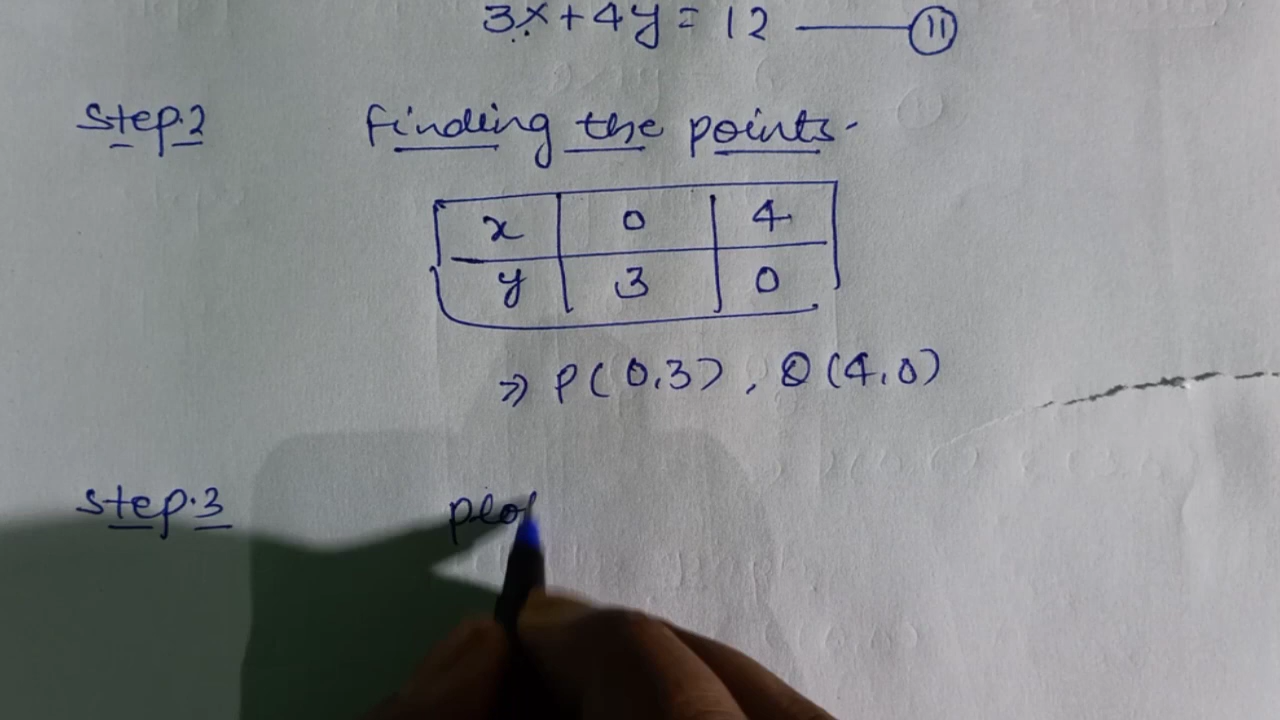 3x+4y = 12 —— (11)
Step.2 finding the points.
x 0 4
y 3 0
⇒ P(0,3), Q(4,0)
Step.3 plot